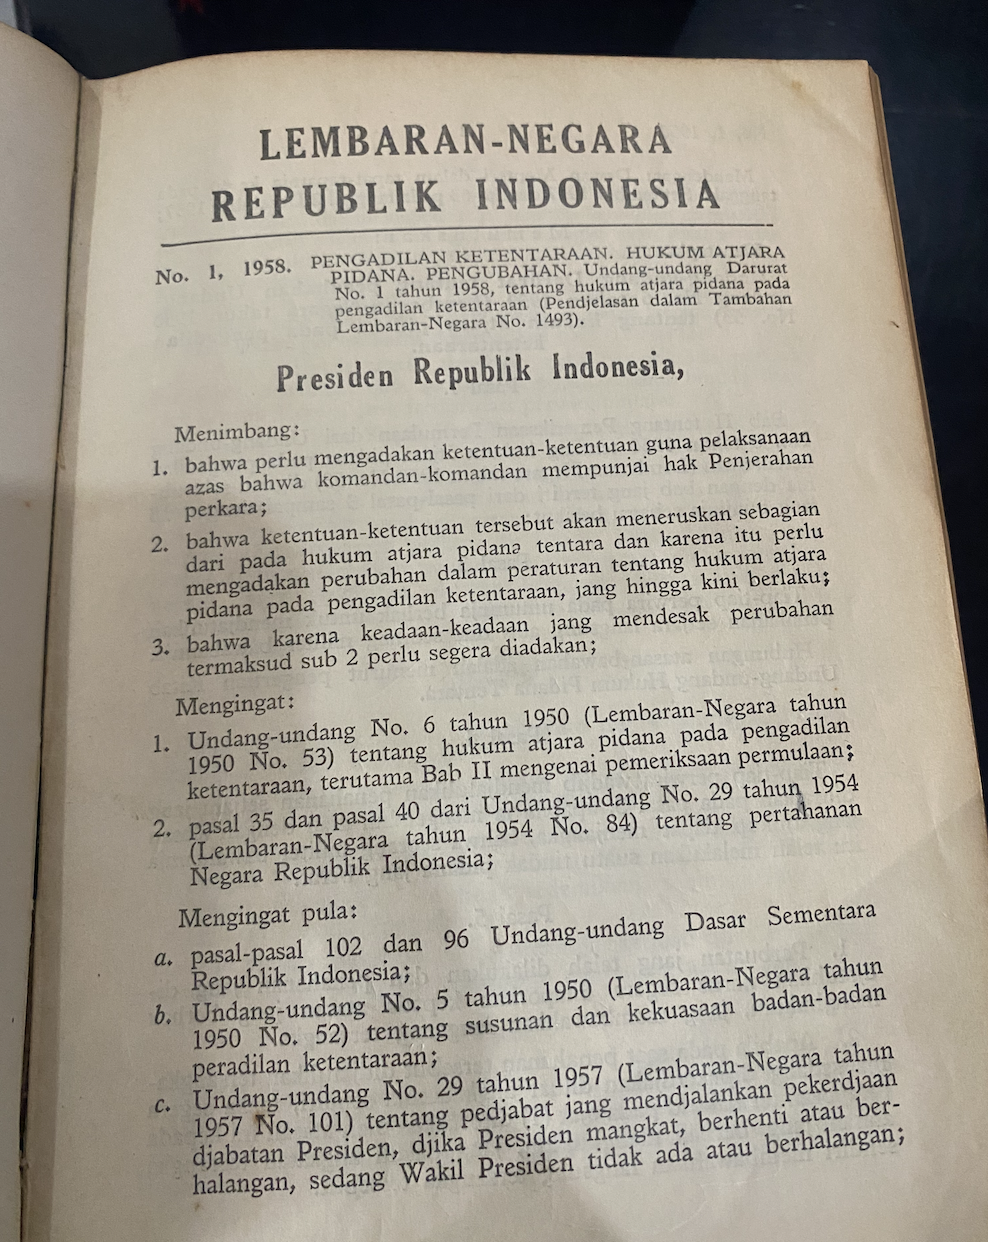 LEMBARAN-NEGARA
REPUBLIK INDONESIA
No. 1, 1958. PENGADILAN KETENTARAAN. HUKUM ATJARA
PIDANA. PENGUBAHAN. Undang-undang Darurat
No. 1 tahun 1958, tentang hukum atjara pidana pada
pengadilan ketentaraan (Pendjelasan dalam Tambahan
Lembaran-Negara No. 1493).
Presiden Republik Indonesia,
Menimbang:
1. bahwa perlu mengadakan ketentuan-ketentuan guna pelaksanaan
azas bahwa komandan-komandan mempunjai hak Penjerahan
perkara;
2. bahwa ketentuan-ketentuan tersebut akan meneruskan sebagian
dari pada hukum atjara pidana tentara dan karena itu perlu
mengadakan perubahan dalam peraturan tentang hukum atjara
pidana pada pengadilan ketentaraan, jang hingga kini berlaku;
3. bahwa karena keadaan-keadaan jang mendesak perubahan
termaksud sub 2 perlu segera diadakan;
Mengingat:
1. Undang-undang No. 6 tahun 1950 (Lembaran-Negara tahun
1950 No. 53) tentang hukum atjara pidana pada pengadilan
ketentaraan, terutama Bab II mengenai pemeriksaan permulaan;
2. pasal 35 dan pasal 40 dari Undang-undang No. 29 tahun 1954
(Lembaran-Negara tahun 1954 No. 84) tentang pertahanan
Negara Republik Indonesia;
Mengingat pula:
a. pasal-pasal 102 dan 96 Undang-undang Dasar Sementara
Republik Indonesia;
b. Undang-undang No. 5 tahun 1950 (Lembaran-Negara tahun
1950 No. 52) tentang susunan dan kekuasaan badan-badan
peradilan ketentaraan;
c. Undang-undang No. 29 tahun 1957 (Lembaran-Negara tahun
1957 No. 101) tentang pedjabat jang mendjalankan pekerdjaan
djabatan Presiden, djika Presiden mangkat, berhenti atau ber-
halangan, sedang Wakil Presiden tidak ada atau berhalangan;